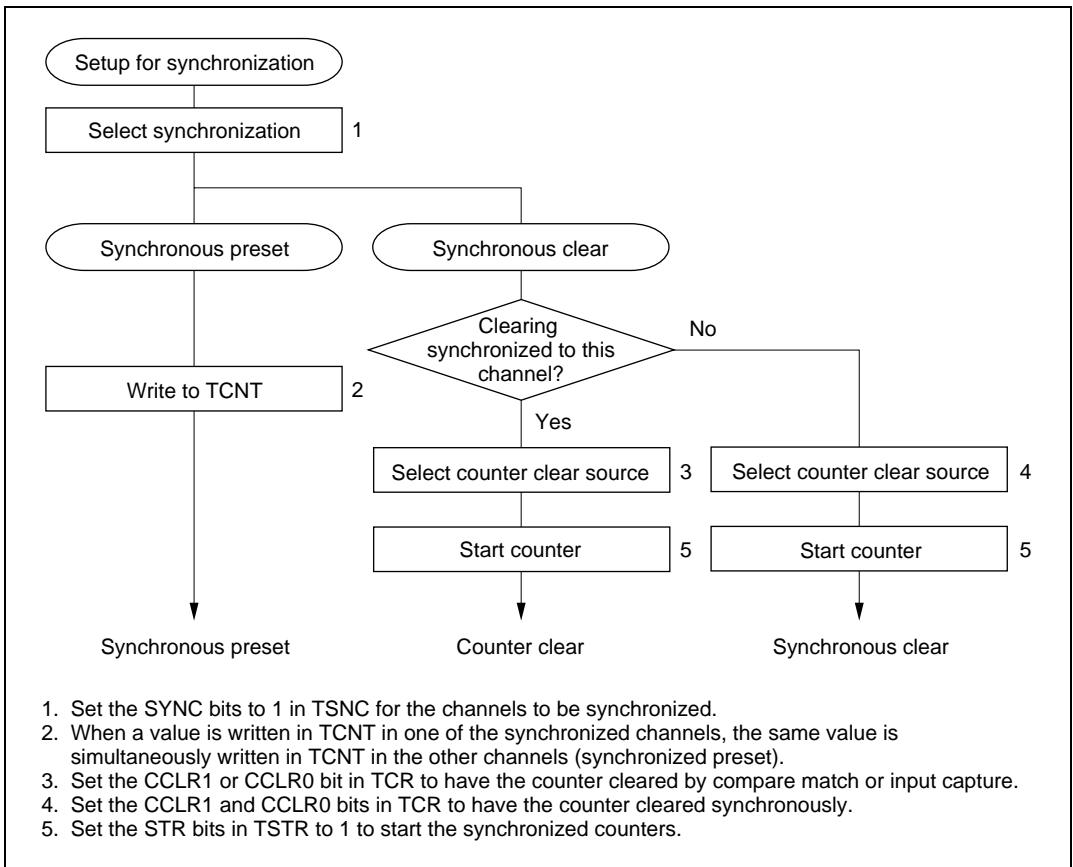 Setup for synchronization
Select synchronization 1
Synchronous preset Synchronous clear
Clearing
synchronized to this
channel?
No
Write to TCNT 2
Yes
Select counter clear source 3 Select counter clear source 4
Start counter 5 Start counter 5
Synchronous preset Counter clear Synchronous clear
1. Set the SYNC bits to 1 in TSNC for the channels to be synchronized.
2. When a value is written in TCNT in one of the synchronized channels, the same value is
simultaneously written in TCNT in the other channels (synchronized preset).
3. Set the CCLR1 or CCLR0 bit in TCR to have the counter cleared by compare match or input capture.
4. Set the CCLR1 and CCLR0 bits in TCR to have the counter cleared synchronously.
5. Set the STR bits in TSTR to 1 to start the synchronized counters.